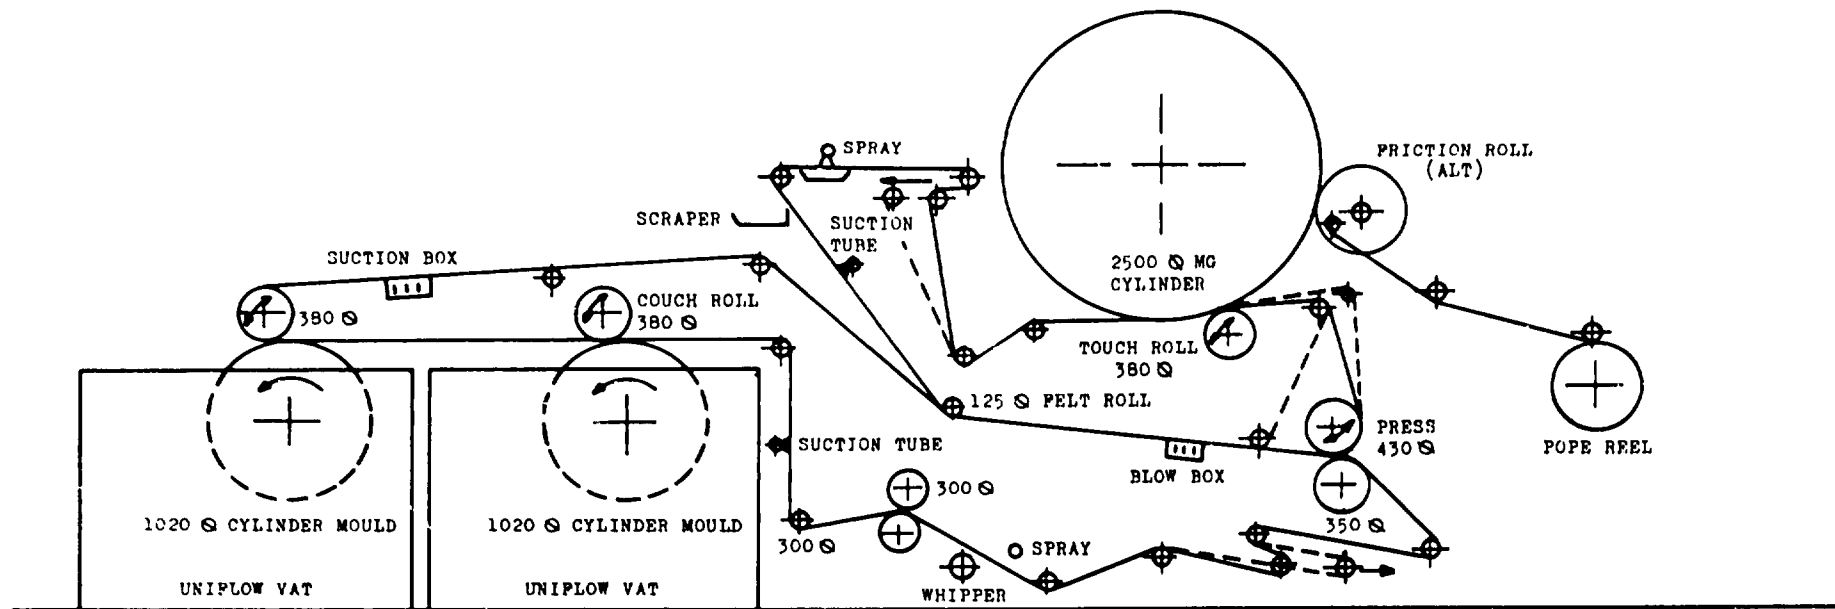 SPRAY
FRICTION ROLL
(ALT)
SCRAPER
SUCTION
TUBE
SUCTION BOX
2500 ⦰ MG
CYLINDER
380 ⦰
COUCH ROLL
380 ⦰
TOUCH ROLL
380 ⦰
125 ⦰ FELT ROLL
PRESS
430 ⦰
POPE REEL
SUCTION TUBE
BLOW BOX
300 ⦰
1020 ⦰ CYLINDER MOULD
1020 ⦰ CYLINDER MOULD
300 ⦰
350 ⦰
SPRAY
UNIFLOW VAT
UNIFLOW VAT
WHIPPER